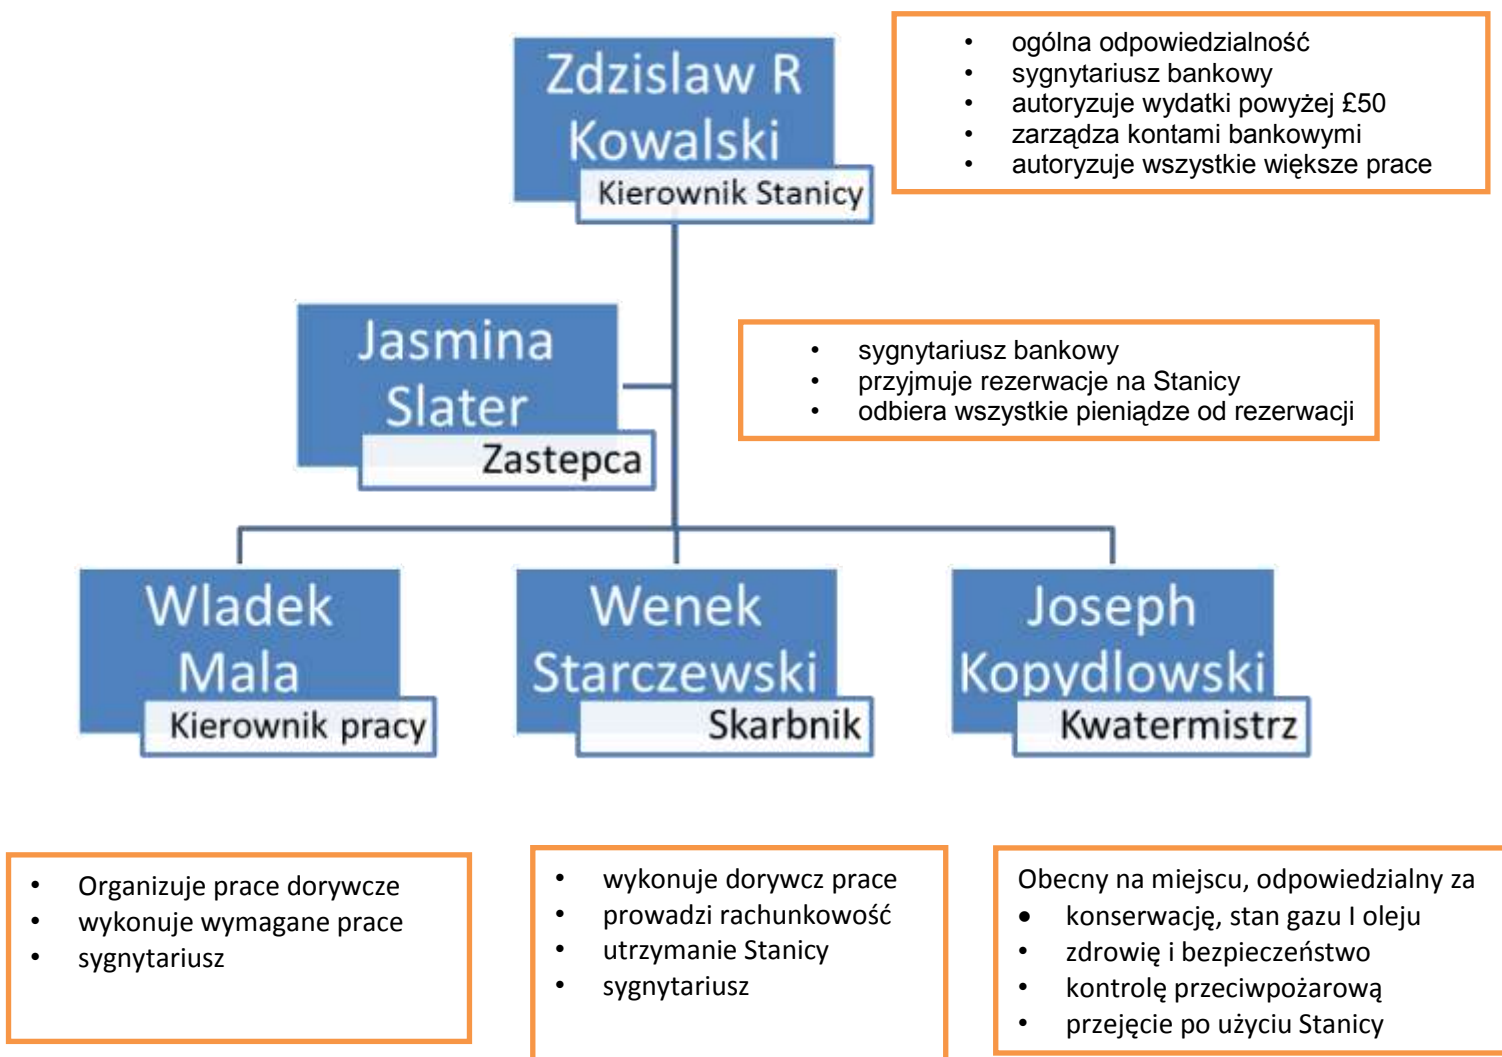 Zdzislaw R
Kowalski
Kierownik Stanicy
• ogólna odpowiedzialność
• sygnytariusz bankowy
• autoryzuje wydatki powyżej £50
• zarządza kontami bankowymi
• autoryzuje wszystkie większe prace
Jasmina
Slater
Zastepca
• sygnytariusz bankowy
• przyjmuje rezerwacje na Stanicy
• odbiera wszystkie pieniądze od rezerwacji
Wladek
Mala
Kierownik pracy
Wenek
Starczewski
Skarbnik
Joseph
Kopydlowski
Kwatermistrz
• Organizuje prace dorywcze
• wykonuje wymagane prace
• sygnytariusz
• wykonuje dorywcz prace
• prowadzi rachunkowość
• utrzymanie Stanicy
• sygnytariusz
Obecny na miejscu, odpowiedzialny za
• konserwację, stan gazu I oleju
• zdrowię i bezpieczeństwo
• kontrolę przeciwpożarową
• przejęcie po użyciu Stanicy